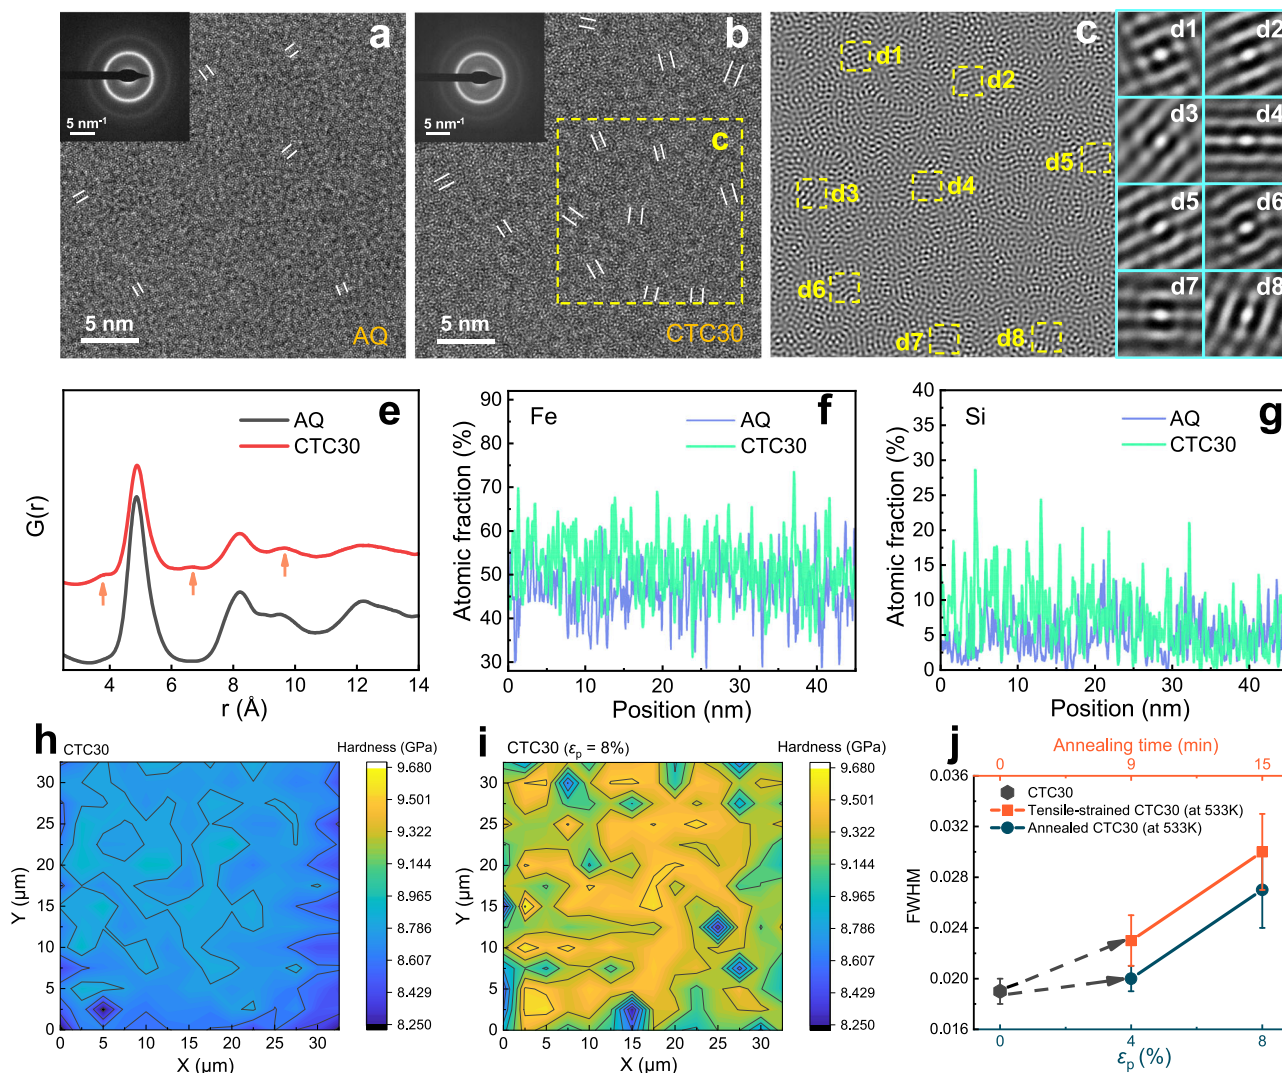 a
5 nm⁻¹
5 nm
AQ
b
5 nm⁻¹
c
5 nm
CTC30
c
d1
d2
d3
d4
d5
d6
d7
d8
d1
d2
d3
d4
d5
d6
d7
d8
e
AQ
CTC30
G(r)
4 6 8 10 12 14
r (Å)
f
Fe
AQ
CTC30
Atomic fraction (%)
90
80
70
60
50
40
30
0 10 20 30 40
Position (nm)
g
Si
AQ
CTC30
Atomic fraction (%)
40
35
30
25
20
15
10
5
0
0 10 20 30 40
Position (nm)
h
CTC30
Hardness (GPa)
Y (μm)
30
25
20
15
10
5
0
0 5 10 15 20 25 30
X (μm)
9.680
9.501
9.322
9.144
8.965
8.786
8.608
8.429
8.250
i
CTC30 (εp = 8%)
Hardness (GPa)
Y (μm)
30
25
20
15
10
5
0
0 5 10 15 20 25 30
X (μm)
9.680
9.501
9.322
9.144
8.965
8.786
8.608
8.429
8.250
j
Annealing time (min)
0 9 15
CTC30
Tensile-strained CTC30 (at 533K)
Annealed CTC30 (at 533K)
FWHM
0.036
0.032
0.028
0.024
0.020
0.016
0 4 8
εp (%)